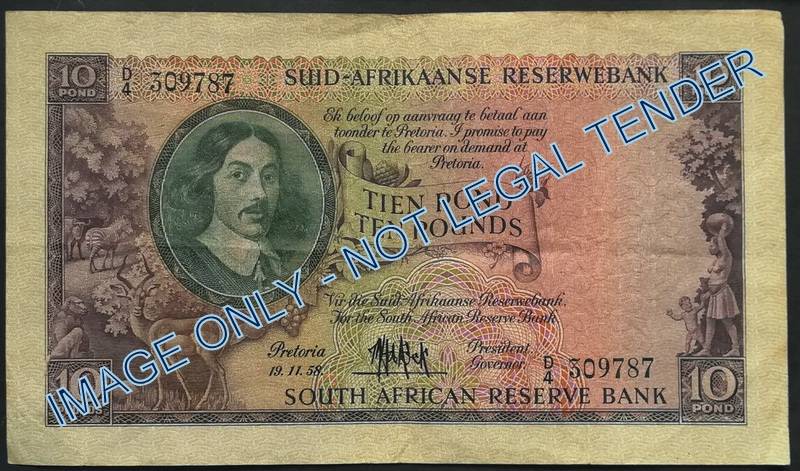 10
POND
D/4 309787
SUID-AFRIKAANSE RESERWEBANK
Ek beloof op aanvraag te betaal aan
toonder te Pretoria. I promise to pay
the bearer on demand at
Pretoria.
TIEN POND
TEN POUNDS
IMAGE ONLY - NOT LEGAL TENDER
Vir die Suid-Afrikaanse Reserwebank.
For the South African Reserve Bank
Pretoria
19.11.58.
President.
Governor.
D/4 309787
10
SOUTH AFRICAN RESERVE BANK
10
POND